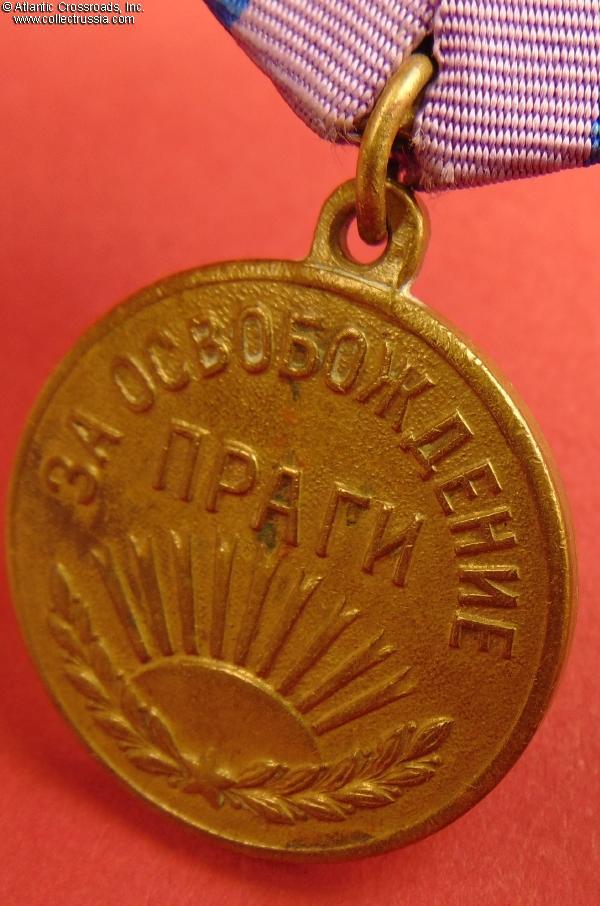 © Atlantic Crossroads, Inc.
www.collectrussia.com
ЗА ОСВОБОЖДЕНИЕ
ПРАГИ